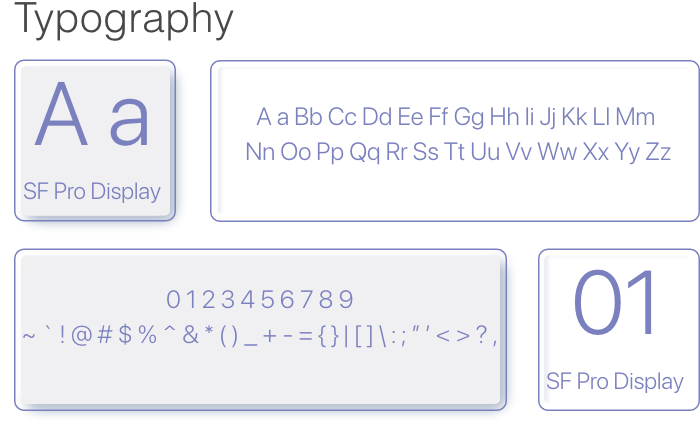 Typography
A a
SF Pro Display
A a Bb Cc Dd Ee Ff Gg Hh Ii Jj Kk Ll Mm
Nn Oo Pp Qq Rr Ss Tt Uu Vv Ww Xx Yy Zz
0 1 2 3 4 5 6 7 8 9
~ ` ! @ # $ % ^ & * ( ) _ + - = { } | [ ] \ : ; " ' < > ? ,
01
SF Pro Display